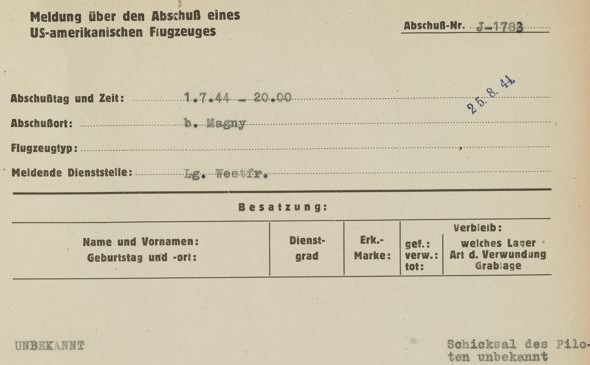 Meldung über den Abschuß eines
US-amerikanischen Flugzeuges
Abschuß-Nr. J-1783
25.8.44
Abschußtag und Zeit: 1.7.44 - 20.00
Abschußort: b. Magny
Flugzeugtyp:
Meldende Dienststelle: Lg. Westfr.
Besatzung:
Name und Vornamen:
Geburtstag und -ort:
Dienst-
grad
Erk.-
Marke:
gef.:
verw.:
tot:
Verbleib:
welches Lager
Art d. Verwundung
Grablage
UNBEKANNT
Schicksal des Pilo-
ten unbekannt